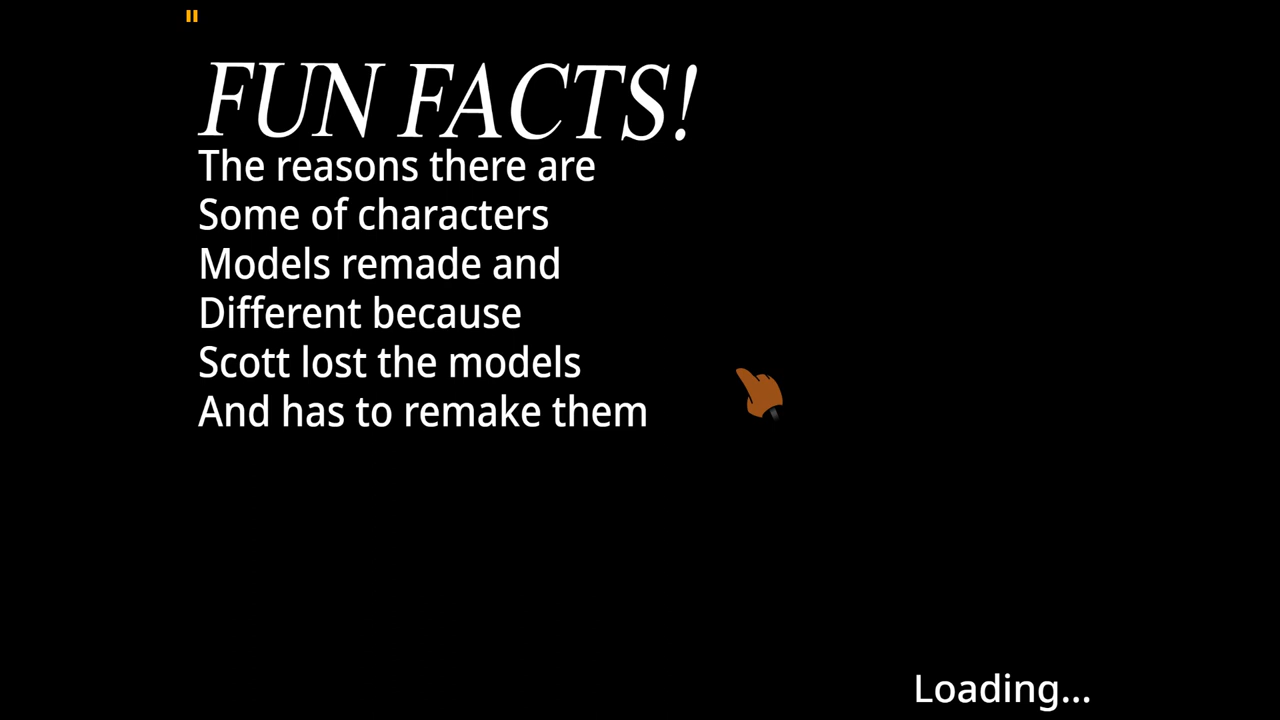 "
FUN FACTS!
The reasons there are
Some of characters
Models remade and
Different because
Scott lost the models
And has to remake them
Loading...